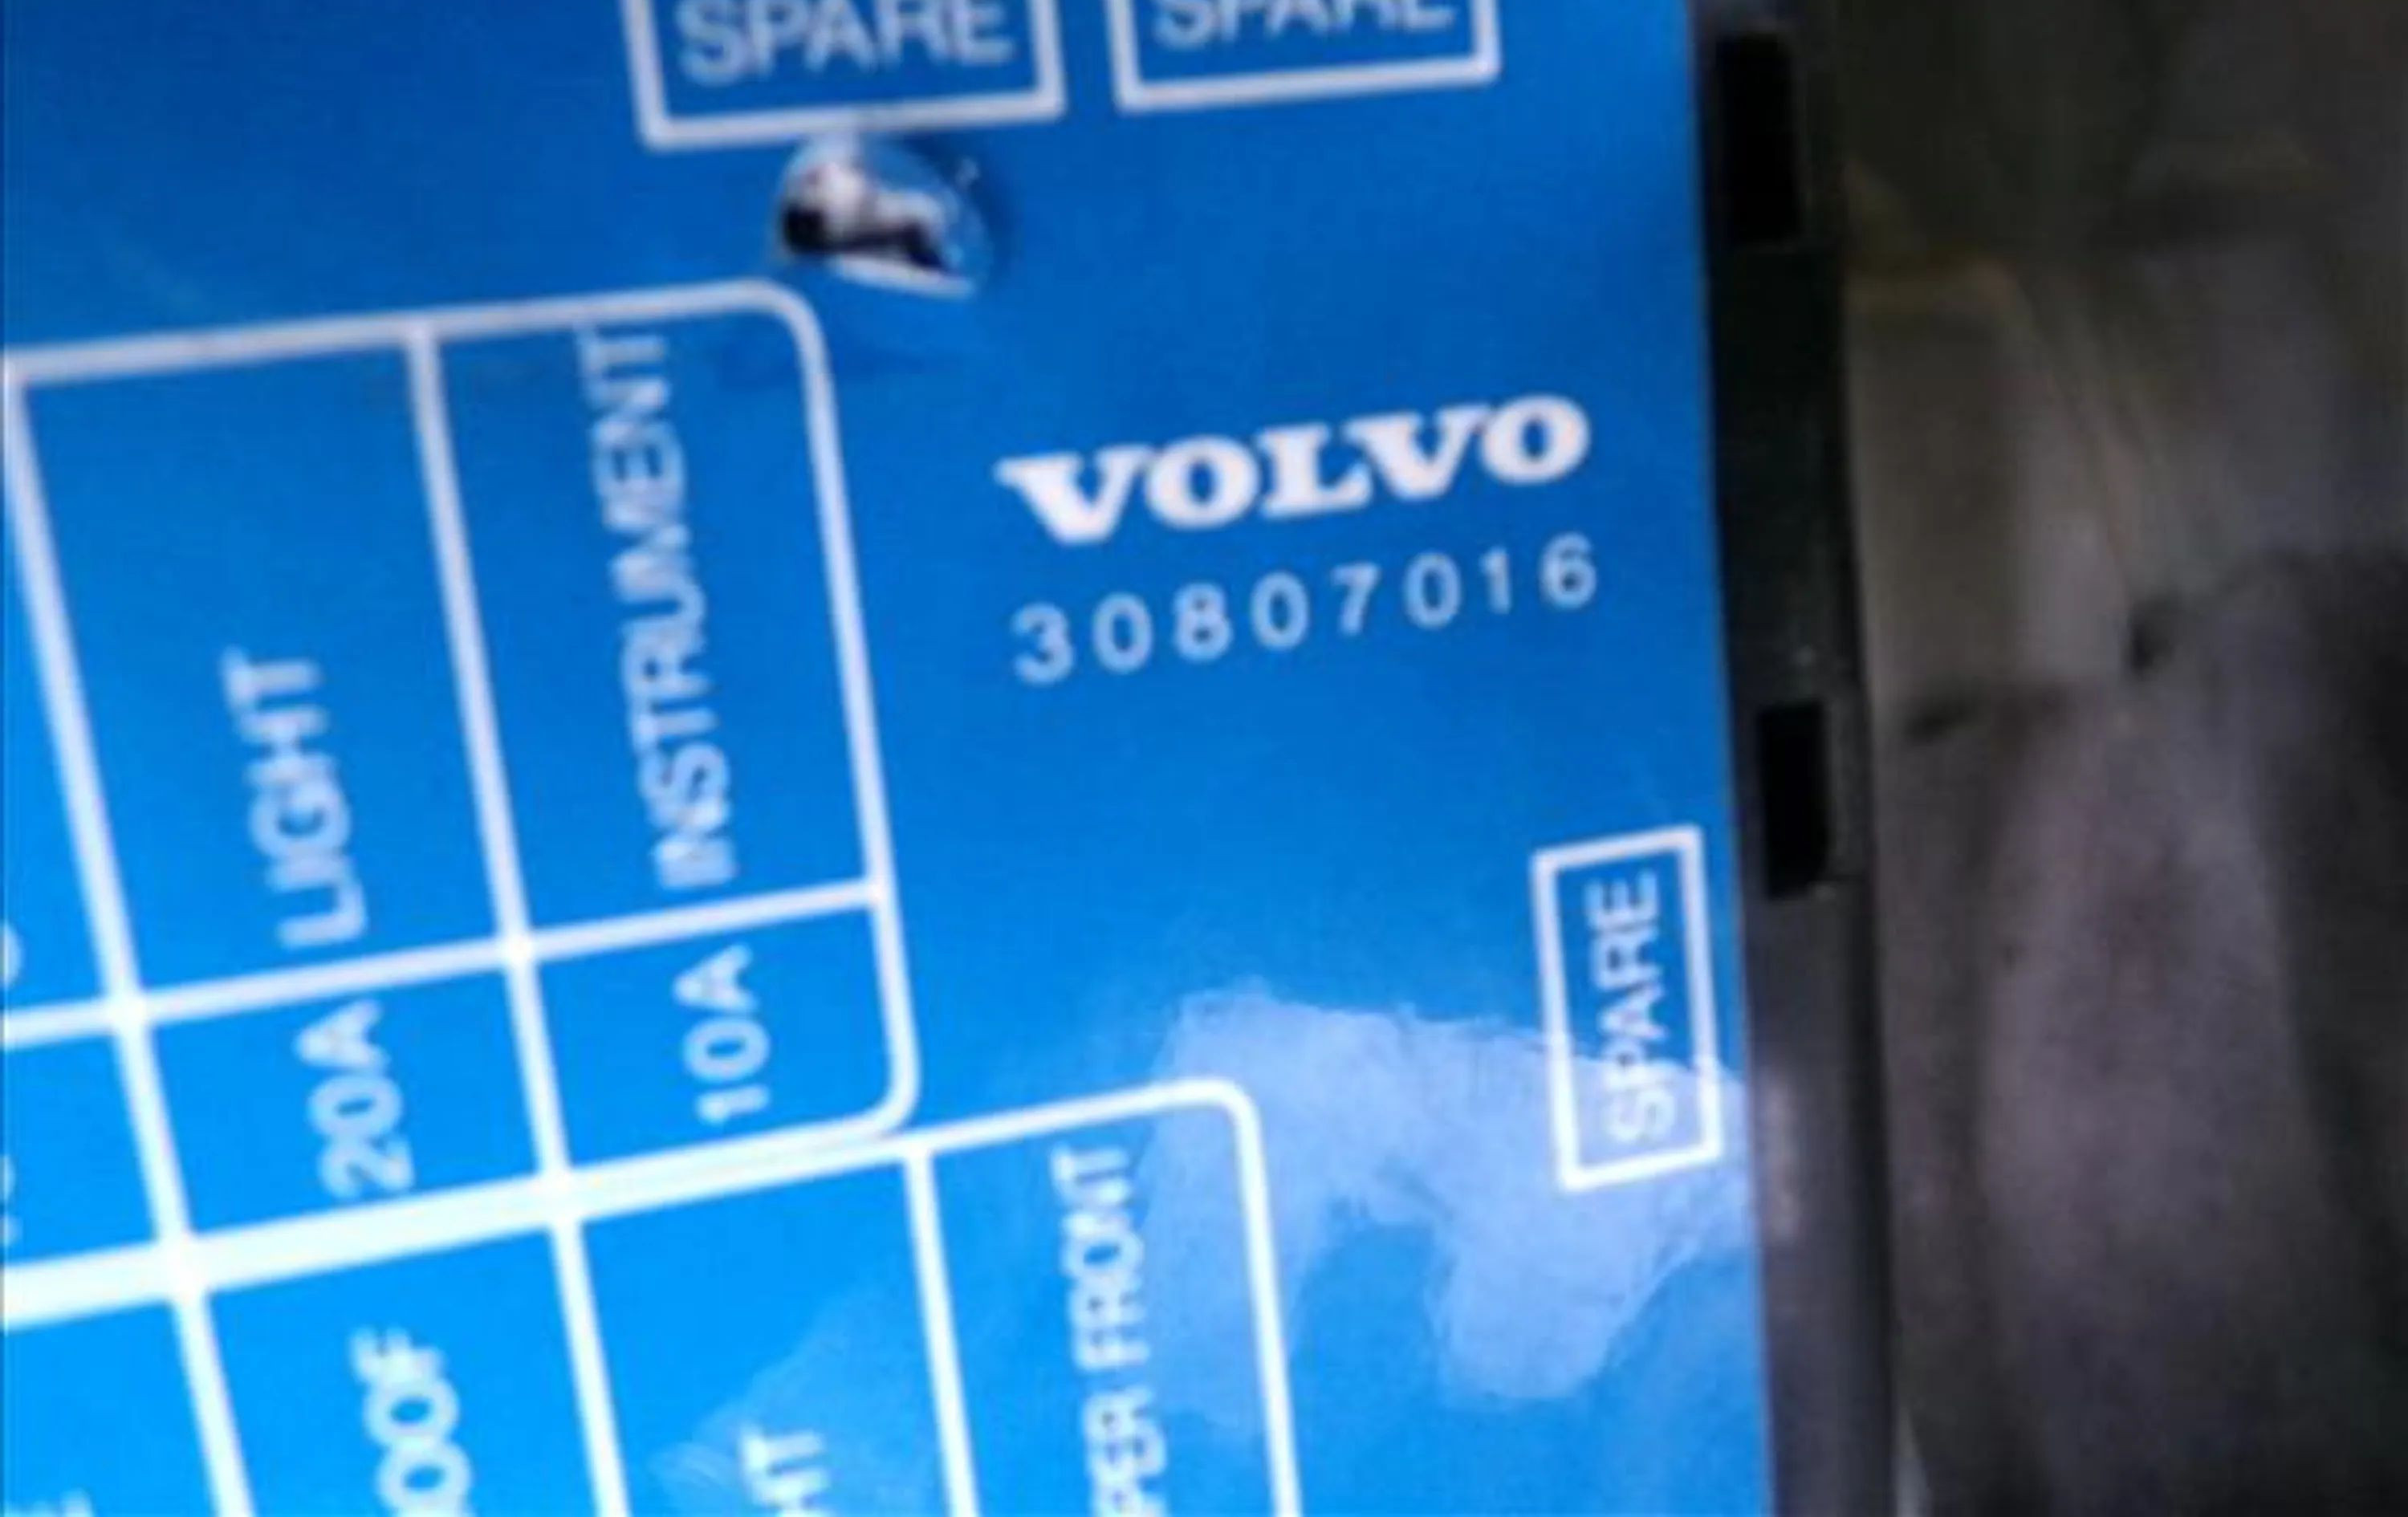 SPARE SPARE
INSTRUMENT
LIGHT
VOLVO
30807016
SPARE
10A
20A